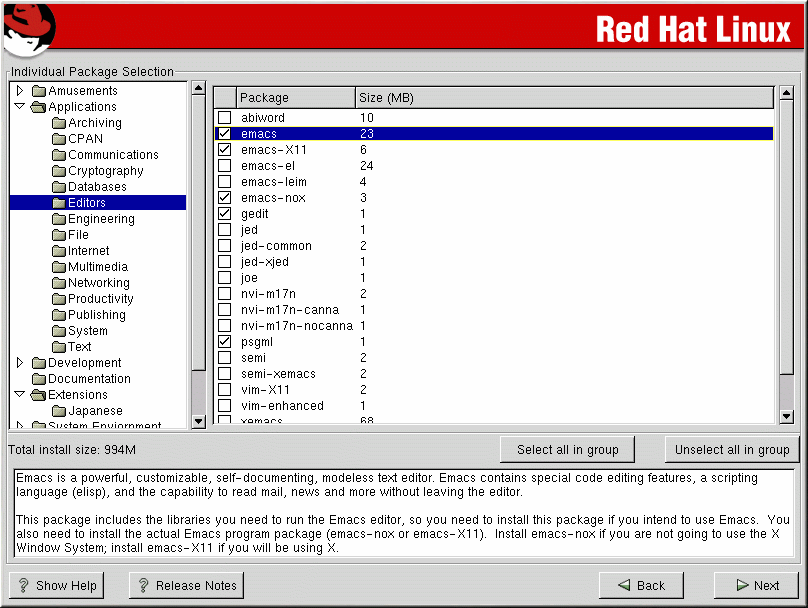 Red Hat Linux
Individual Package Selection
Amusements
Applications
Archiving
CPAN
Communications
Cryptography
Databases
Editors
Engineering
File
Internet
Multimedia
Networking
Productivity
Publishing
System
Text
Development
Documentation
Extensions
Japanese
System Enviornment
Package Size (MB)
abiword 10
emacs 23
emacs-X11 6
emacs-el 24
emacs-leim 4
emacs-nox 3
gedit 1
jed 1
jed-common 2
jed-xjed 1
joe 1
nvi-m17n 2
nvi-m17n-canna 1
nvi-m17n-nocanna 1
psgml 1
semi 2
semi-xemacs 2
vim-X11 2
vim-enhanced 1
xemacs 68
Total install size: 994M
Select all in group
Unselect all in group
Emacs is a powerful, customizable, self-documenting, modeless text editor. Emacs contains special code editing features, a scripting
language (elisp), and the capability to read mail, news and more without leaving the editor.
This package includes the libraries you need to run the Emacs editor, so you need to install this package if you intend to use Emacs. You
also need to install the actual Emacs program package (emacs-nox or emacs-X11). Install emacs-nox if you are not going to use the X
Window System; install emacs-X11 if you will be using X.
? Show Help
? Release Notes
Back
Next